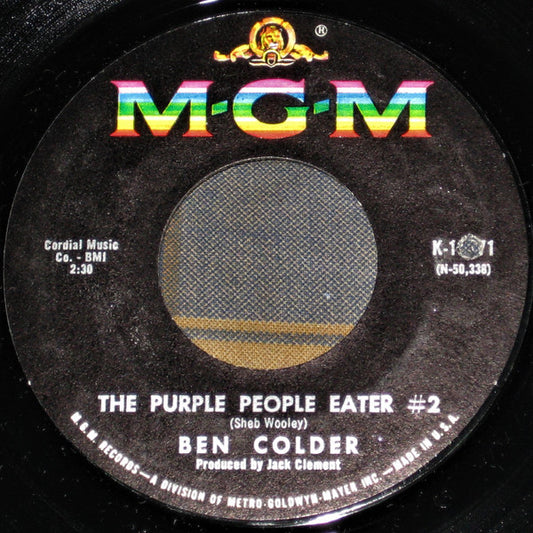 ®
M-G-M
Cordial Music
Co. - BMI
2:30
(N-50,338)
THE PURPLE PEOPLE EATER #2
(Sheb Wooley)
BEN COLDER
Produced by Jack Clement
M.G.M. RECORDS—A DIVISION OF METRO-GOLDWYN-MAYER INC.—MADE IN U.S.A.